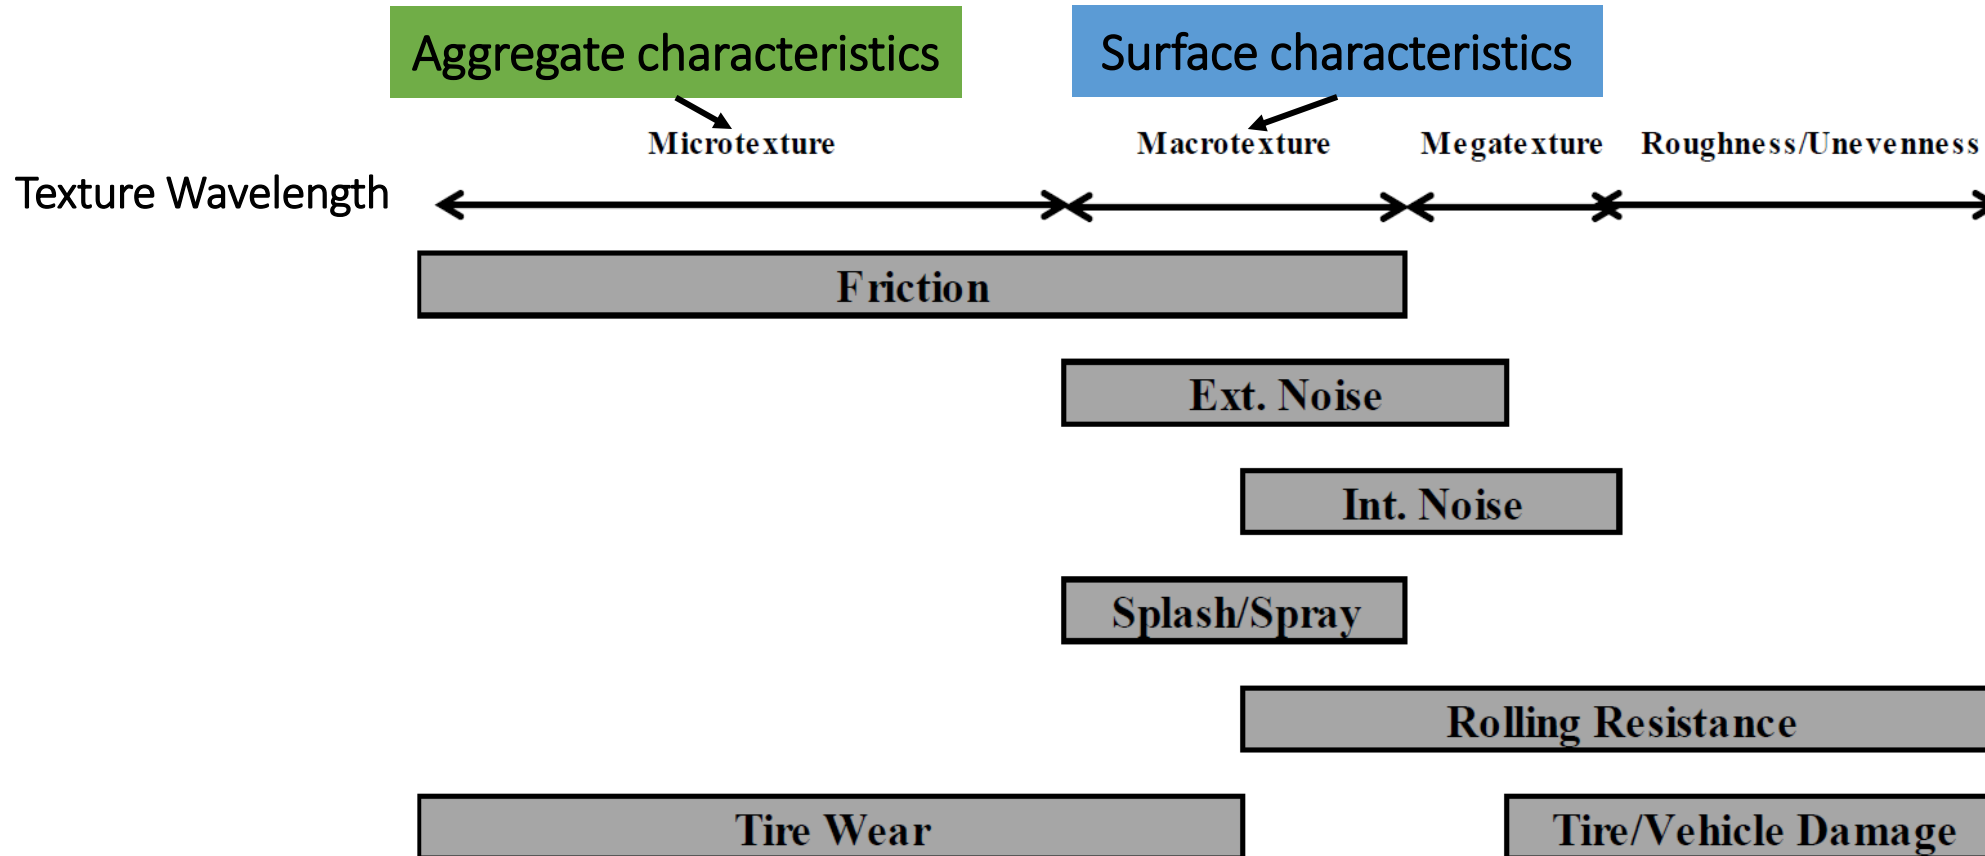 Aggregate characteristics
Surface characteristics
Microtexture
Macrotexture
Megatexture
Roughness/Unevenness
Texture Wavelength
Friction
Ext. Noise
Int. Noise
Splash/Spray
Rolling Resistance
Tire Wear
Tire/Vehicle Damage